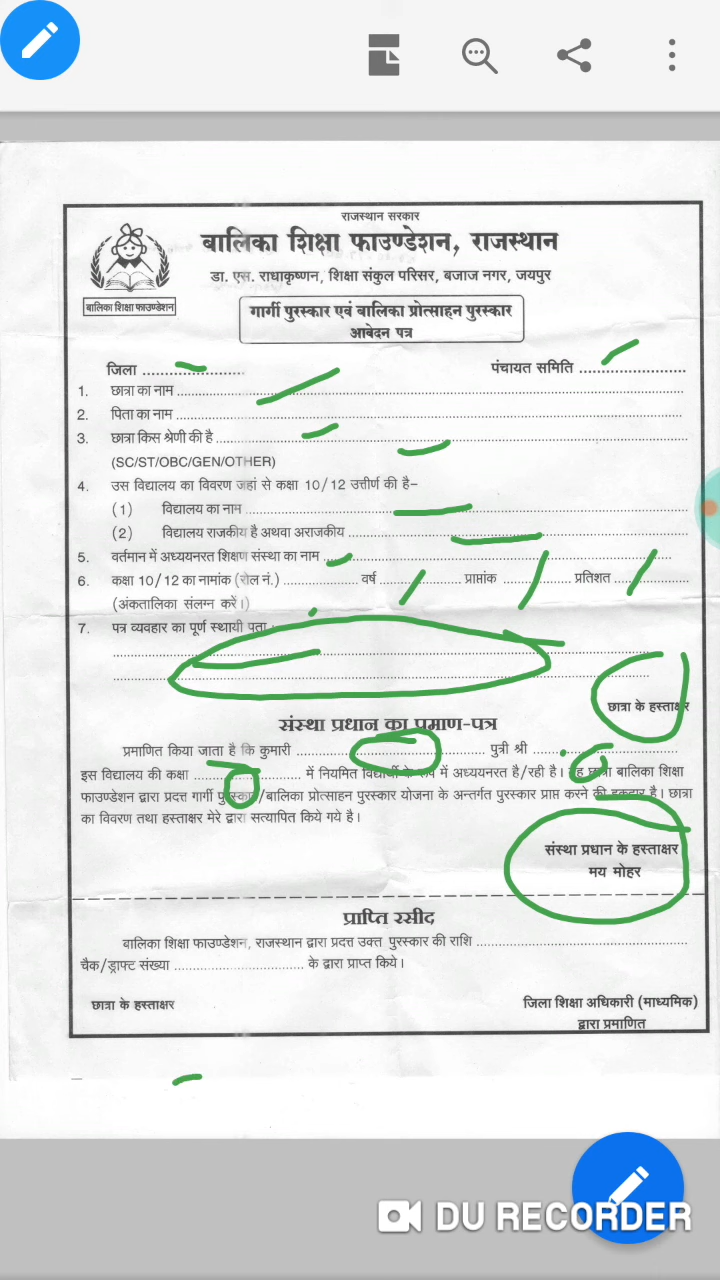 राजस्थान सरकार
बालिका शिक्षा फाउण्डेशन, राजस्थान
डा. एस. राधाकृष्णन, शिक्षा संकुल परिसर, बजाज नगर, जयपुर
बालिका शिक्षा फाउण्डेशन
गार्गी पुरस्कार एवं बालिका प्रोत्साहन पुरस्कार
आवेदन पत्र
जिला ........................ पंचायत समिति ........................
1. छात्रा का नाम ........................
2. पिता का नाम ........................
3. छात्रा किस श्रेणी की है ........................
(SC/ST/OBC/GEN/OTHER)
4. उस विद्यालय का विवरण जहां से कक्षा 10/12 उत्तीर्ण की है–
(1) विद्यालय का नाम ........................
(2) विद्यालय राजकीय है अथवा अराजकीय ........................
5. वर्तमान में अध्ययनरत शिक्षण संस्था का नाम ........................
6. कक्षा 10/12 का नामांक (रोल नं.) .................. वर्ष .................. प्राप्तांक .................. प्रतिशत ..................
(अंकतालिका संलग्न करें।)
7. पत्र व्यवहार का पूर्ण स्थायी पता
छात्रा के हस्ताक्षर
संस्था प्रधान का प्रमाण-पत्र
प्रमाणित किया जाता है कि कुमारी ........................ पुत्री श्री ........................
इस विद्यालय की कक्षा ........................ में नियमित विद्यार्थी के रूप में अध्ययनरत है/रही है। यह छात्रा बालिका शिक्षा
फाउण्डेशन द्वारा प्रदत्त गार्गी पुरस्कार/बालिका प्रोत्साहन पुरस्कार योजना के अन्तर्गत पुरस्कार प्राप्त करने की हकदार है। छात्रा
का विवरण तथा हस्ताक्षर मेरे द्वारा सत्यापित किये गये है।
संस्था प्रधान के हस्ताक्षर
मय मोहर
प्राप्ति रसीद
बालिका शिक्षा फाउण्डेशन, राजस्थान द्वारा प्रदत्त उक्त पुरस्कार की राशि ........................
चैक/ड्राफ्ट संख्या ........................ के द्वारा प्राप्त किये।
छात्रा के हस्ताक्षर जिला शिक्षा अधिकारी (माध्यमिक)
द्वारा प्रमाणित
DU RECORDER